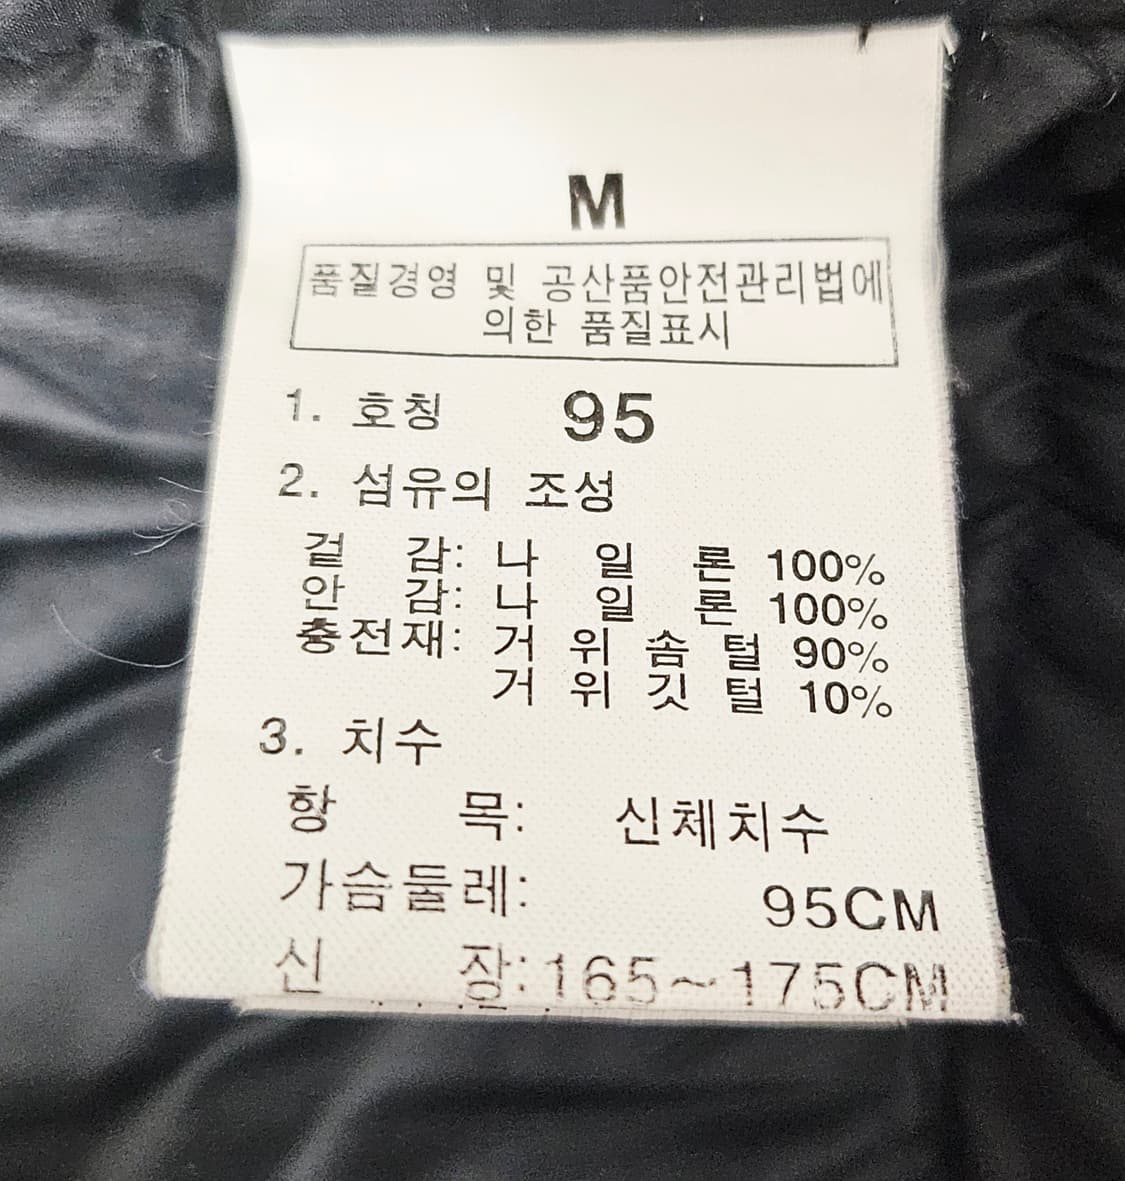 M
품질경영 및 공산품안전관리법에
의한 품질표시
1. 호칭 95
2. 섬유의 조성
겉 감: 나 일 론 100%
안 감: 나 일 론 100%
충전재: 거 위 솜 털 90%
거 위 깃 털 10%
3. 치수
항 목: 신체치수
가슴둘레: 95CM
신 장: 165~175CM